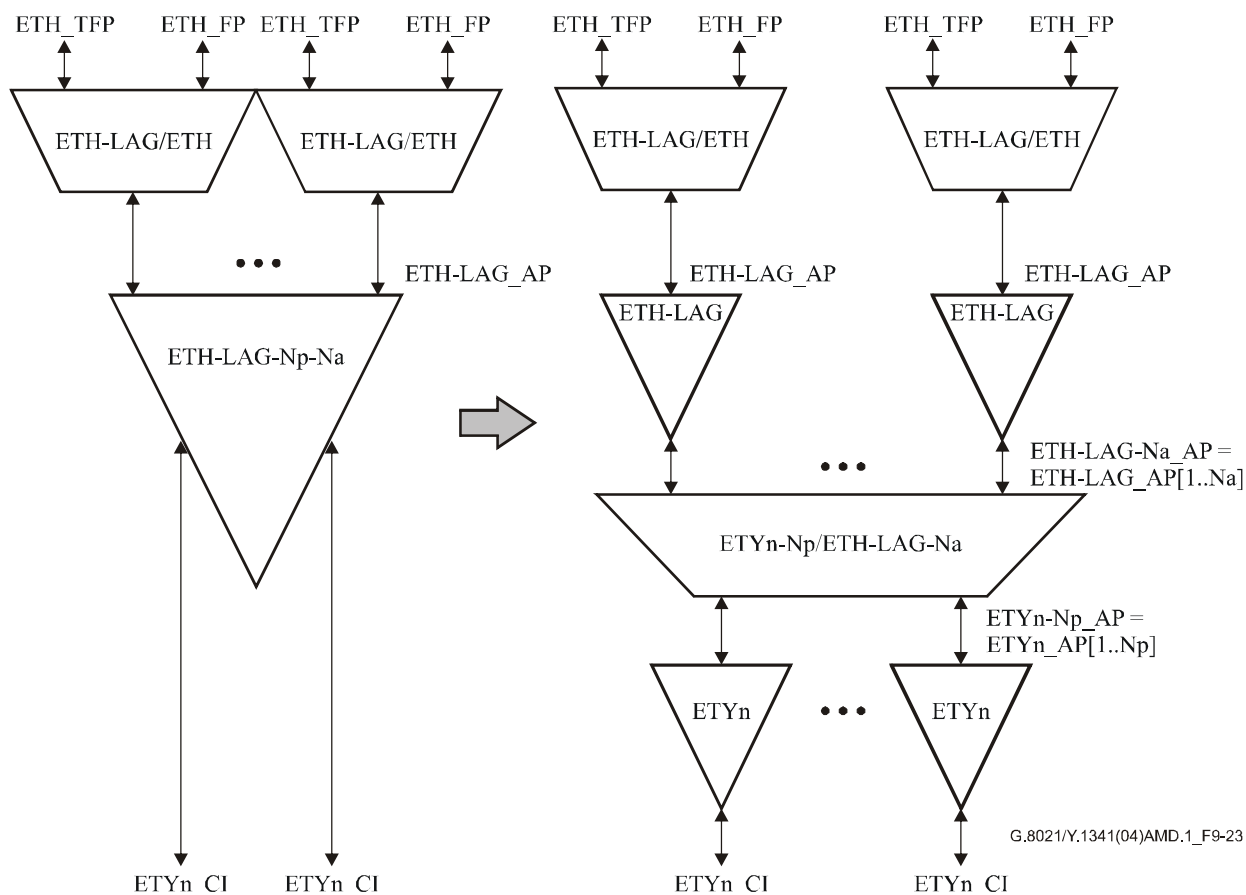 ETH_TFP
ETH_FP
ETH_TFP
ETH_FP
ETH_TFP
ETH_FP
ETH_TFP
ETH_FP
ETH-LAG/ETH
ETH-LAG/ETH
ETH-LAG/ETH
ETH-LAG/ETH
ETH-LAG_AP
ETH-LAG_AP
ETH-LAG_AP
ETH-LAG-Np-Na
ETH-LAG
ETH-LAG
ETH-LAG-Na_AP =
ETH-LAG_AP[1..Na]
ETYn-Np/ETH-LAG-Na
ETYn-Np_AP =
ETYn_AP[1..Np]
ETYn
ETYn
G.8021/Y.1341(04)AMD.1_F9-23
ETYn_CI
ETYn_CI
ETYn_CI
ETYn_CI